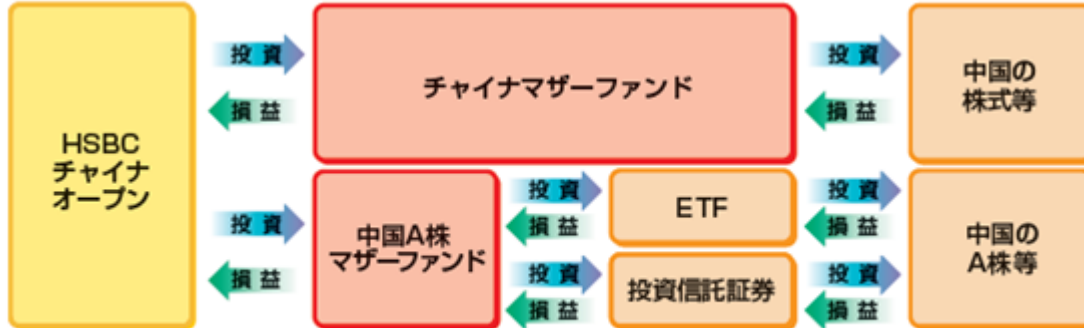 HSBC
チャイナ
オープン
投資
損益
チャイナマザーファンド
投資
損益
中国の
株式等
投資
損益
中国A株
マザーファンド
投資
損益
ETF
投資
損益
投資
損益
投資信託証券
投資
損益
中国の
A株等